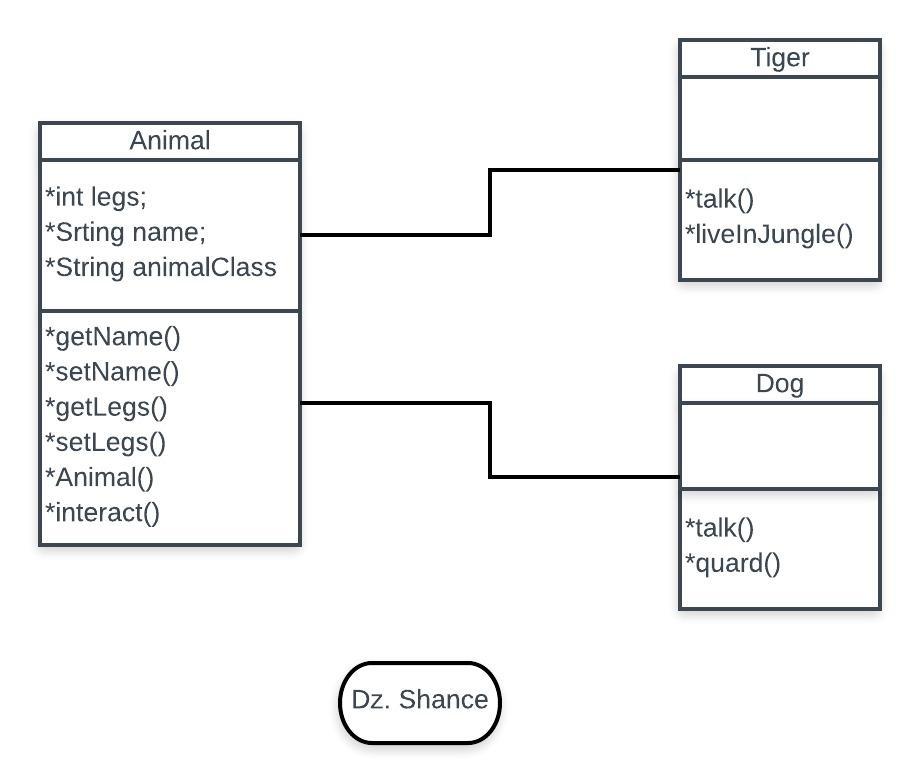 Animal
*int legs;
*Srting name;
*String animalClass
*getName()
*setName()
*getLegs()
*setLegs()
*Animal()
*interact()
Tiger
*talk()
*liveInJungle()
Dog
*talk()
*quard()
Dz. Shance